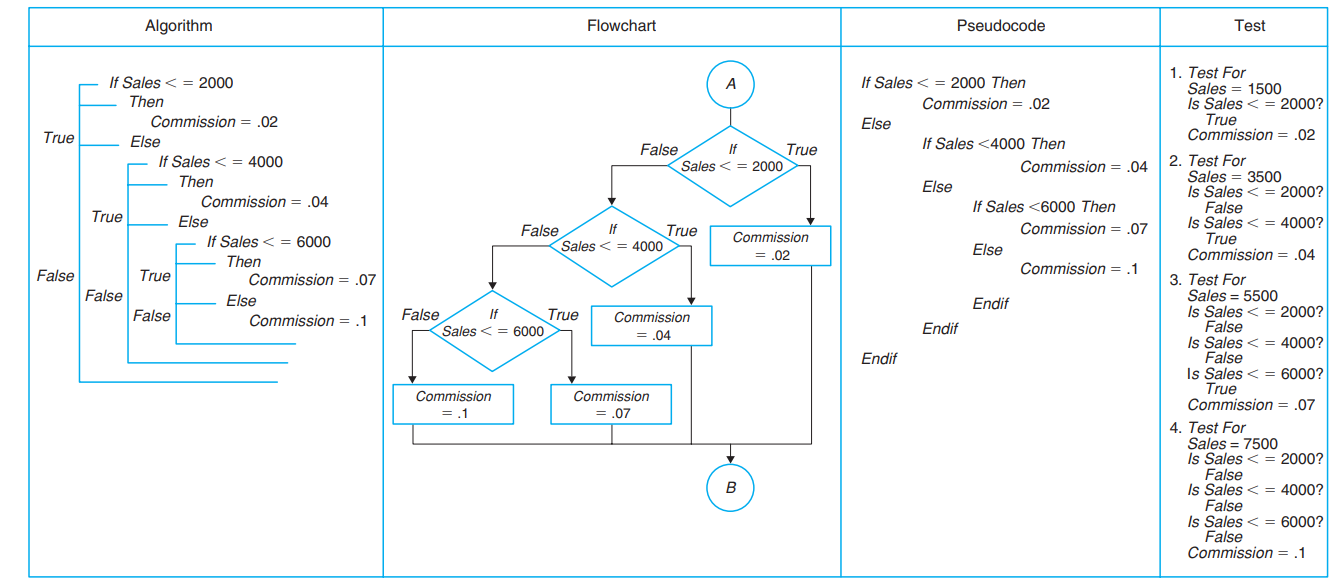 Algorithm
If Sales < = 2000
Then
Commission = .02
True
Else
If Sales < = 4000
Then
Commission = .04
True
Else
If Sales < = 6000
Then
False
True
Commission = .07
False
Else
False
Commission = .1
Flowchart
A
False
If
True
Sales < = 2000
False
If
True
Sales < = 4000
Commission
= .02
False
If
True
Sales < = 6000
Commission
= .04
Commission
= .1
Commission
= .07
B
Pseudocode
If Sales < = 2000 Then
Commission = .02
Else
If Sales <4000 Then
Commission = .04
Else
If Sales <6000 Then
Commission = .07
Else
Commission = .1
Endif
Endif
Endif
Test
1. Test For
Sales = 1500
Is Sales < = 2000?
True
Commission = .02
2. Test For
Sales = 3500
Is Sales < = 2000?
False
Is Sales < = 4000?
True
Commission = .04
3. Test For
Sales = 5500
Is Sales < = 2000?
False
Is Sales < = 4000?
False
Is Sales < = 6000?
True
Commission = .07
4. Test For
Sales = 7500
Is Sales < = 2000?
False
Is Sales < = 4000?
False
Is Sales < = 6000?
False
Commission = .1